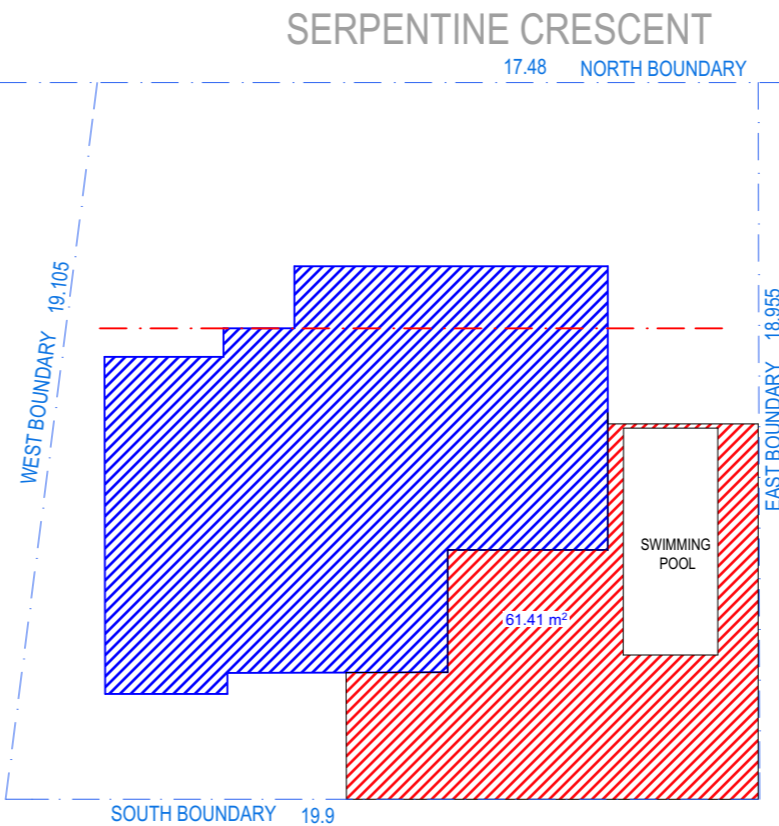 SERPENTINE CRESCENT
17.48 NORTH BOUNDARY
WEST BOUNDARY 19.105
EAST BOUNDARY 18.955
SWIMMING
POOL
61.41 m²
SOUTH BOUNDARY 19.9